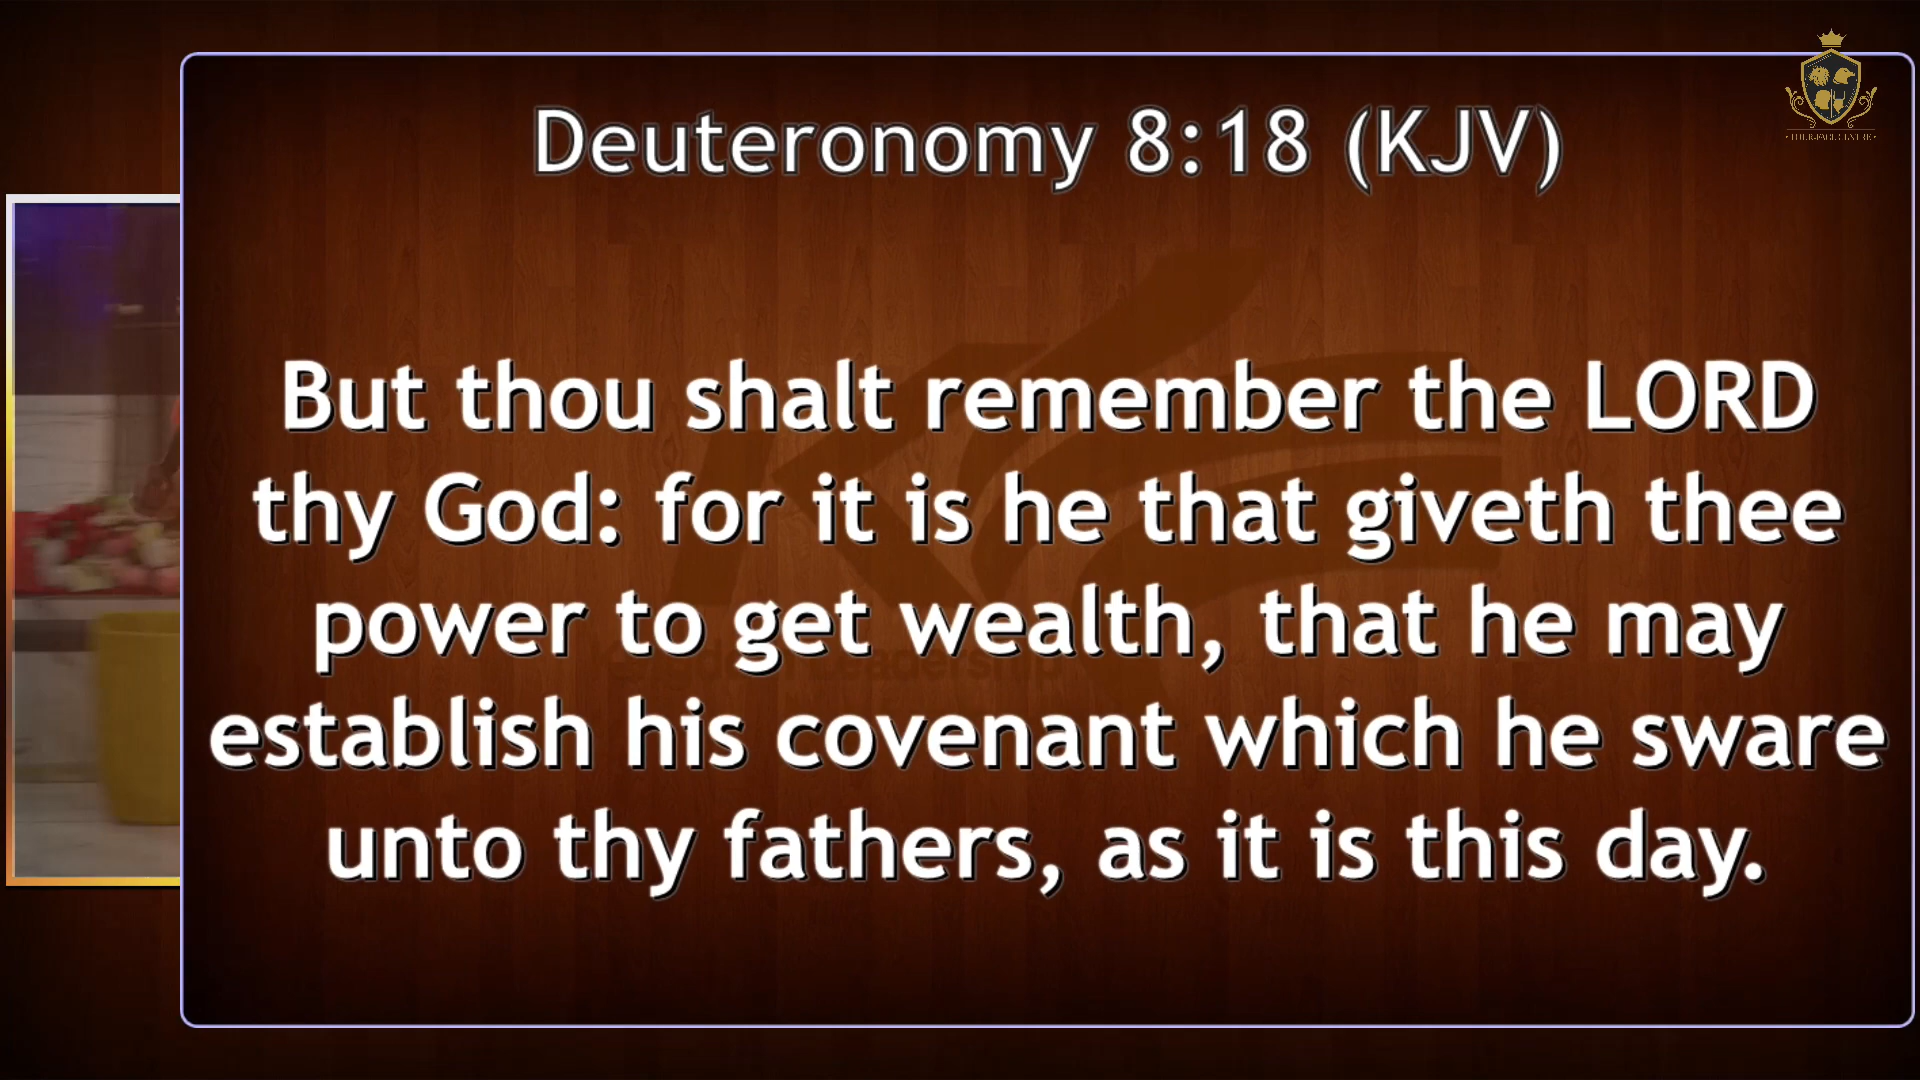 Deuteronomy 8:18 (KJV)
But thou shalt remember the LORD
thy God: for it is he that giveth thee
power to get wealth, that he may
establish his covenant which he sware
unto thy fathers, as it is this day.